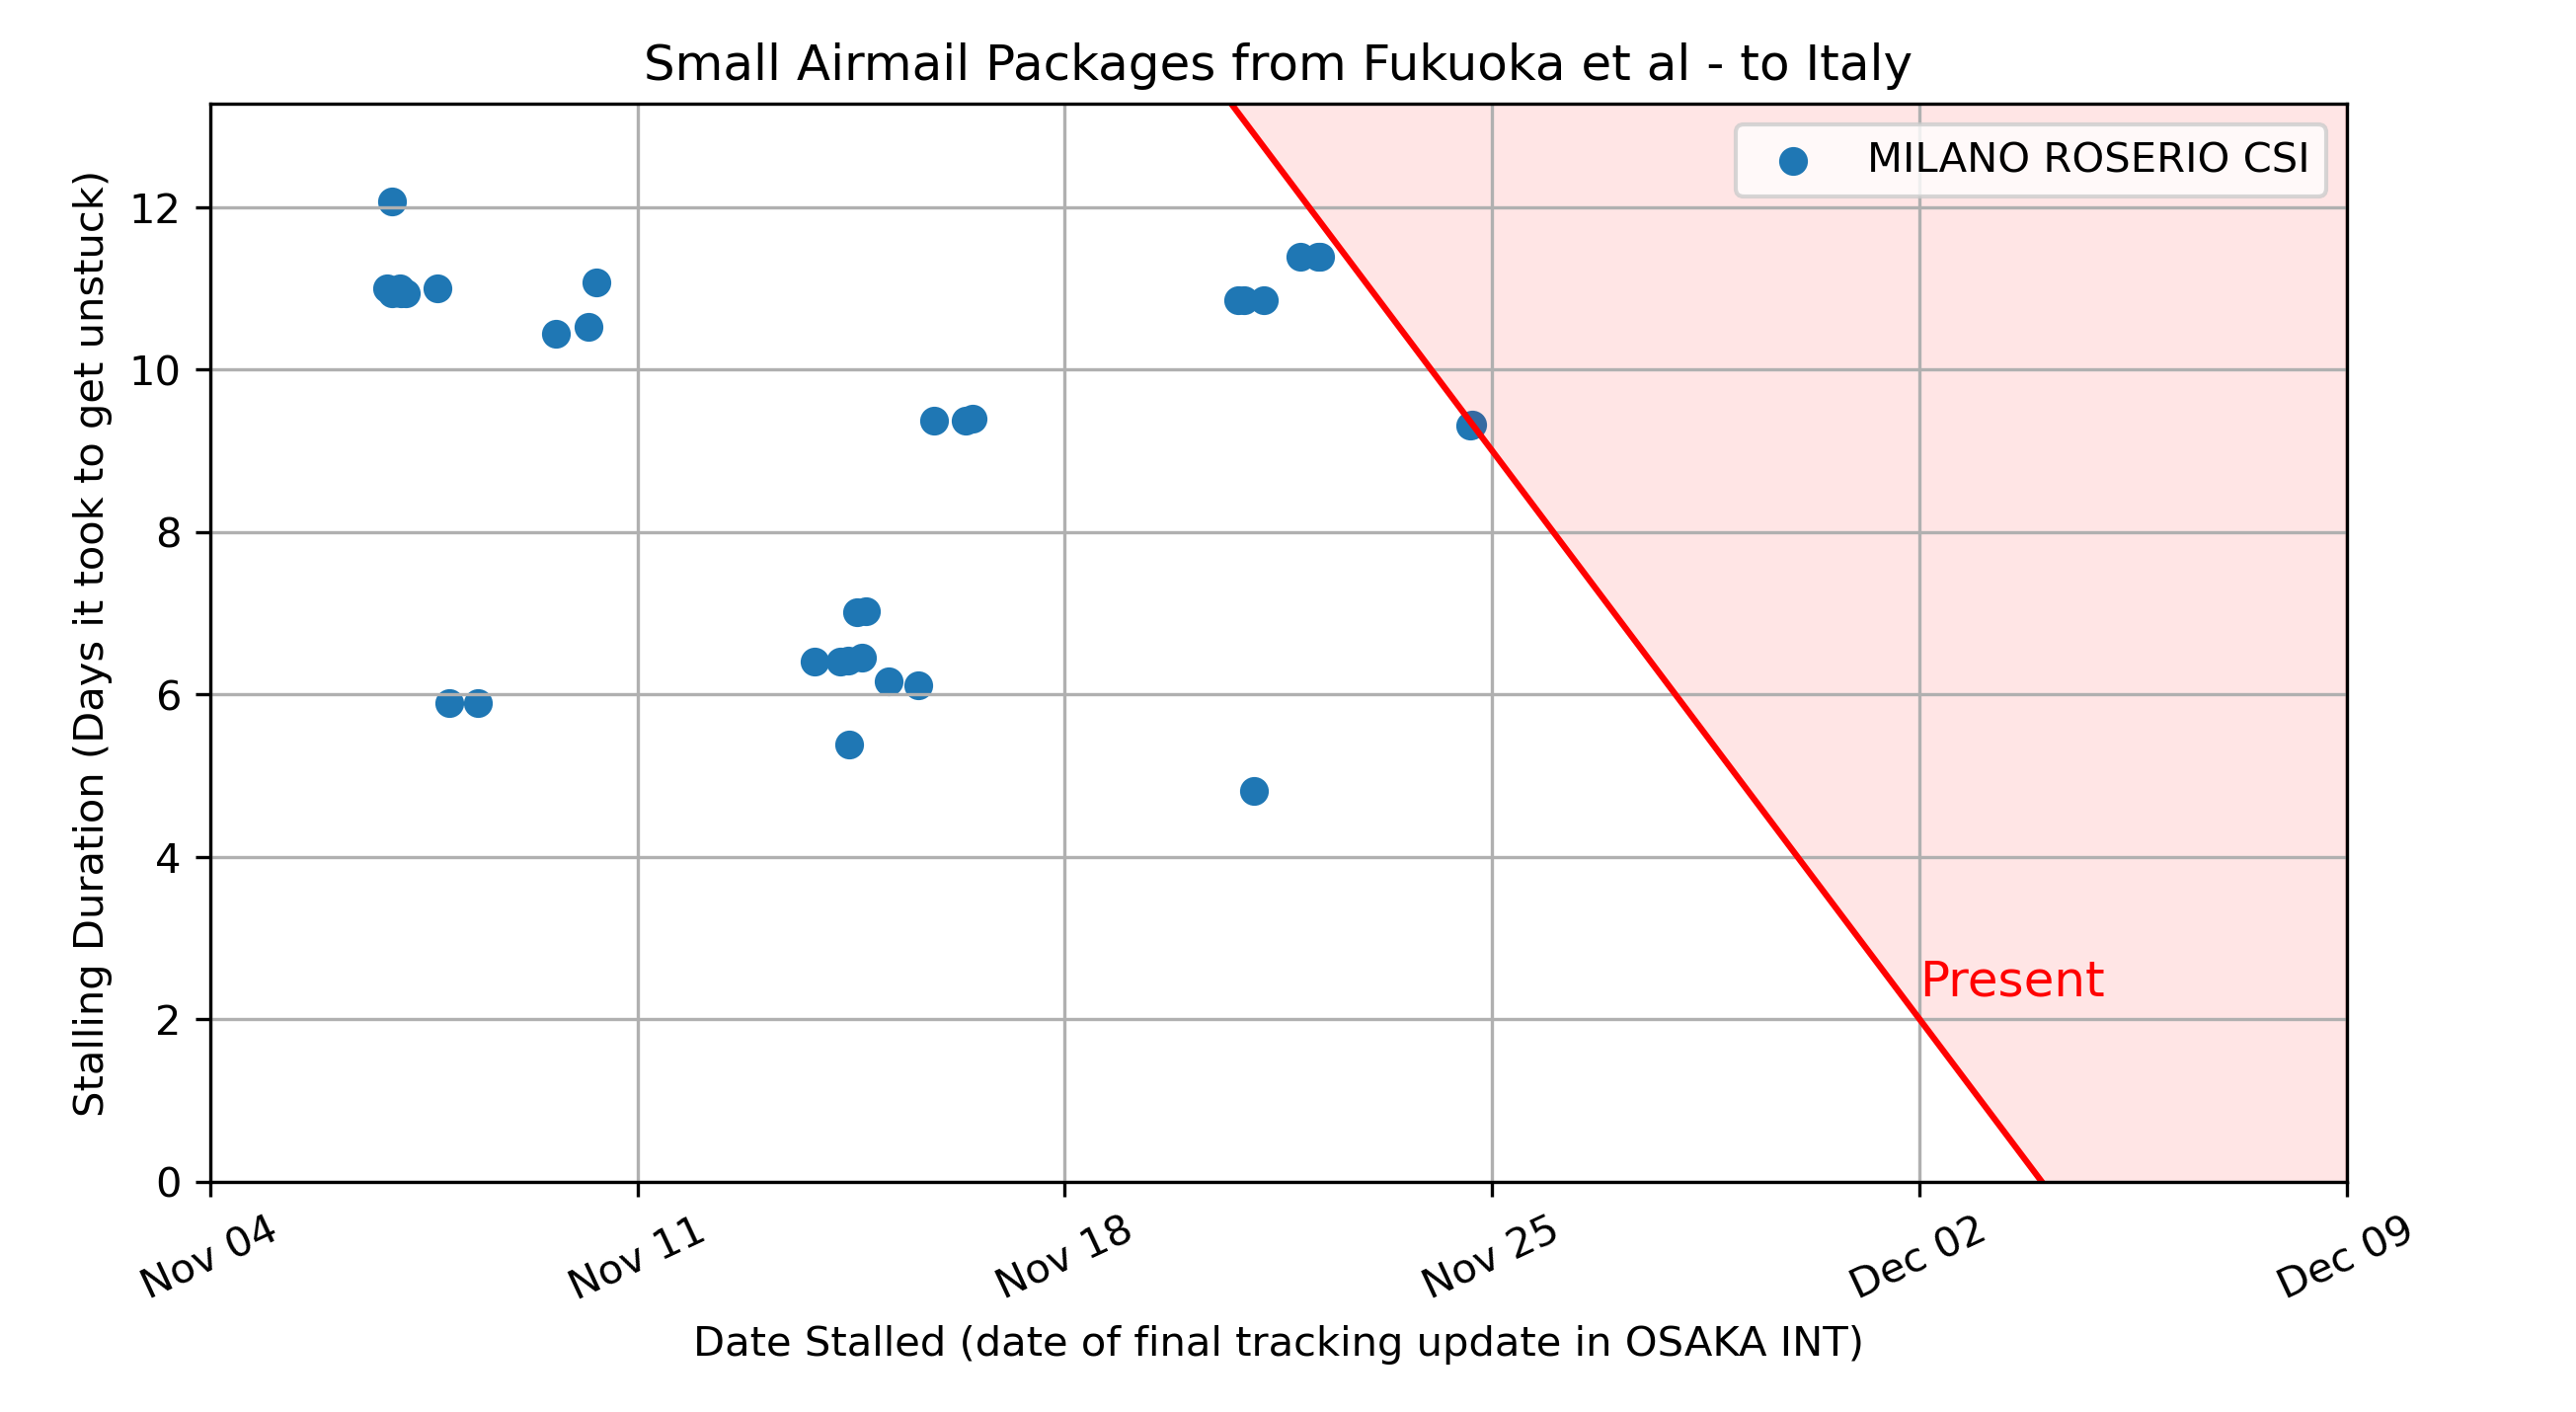 Small Airmail Packages from Fukuoka et al - to Italy
MILANO ROSERIO CSI
Stalling Duration (Days it took to get unstuck)
12
10
8
6
4
2
0
Present
Nov 04
Nov 11
Nov 18
Nov 25
Dec 02
Dec 09
Date Stalled (date of final tracking update in OSAKA INT)